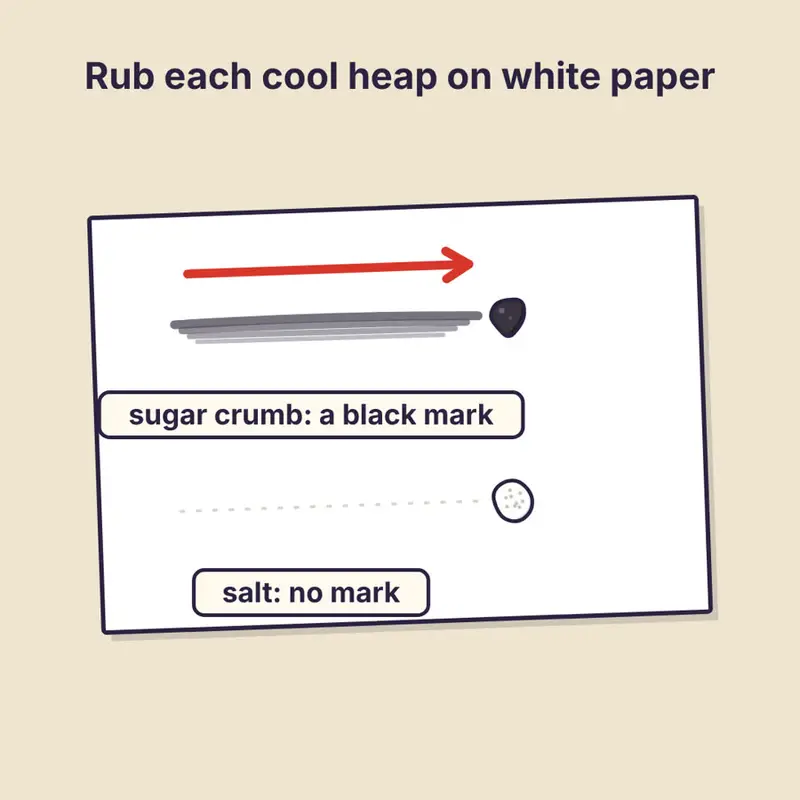 Rub each cool heap on white paper
sugar crumb: a black mark
salt: no mark